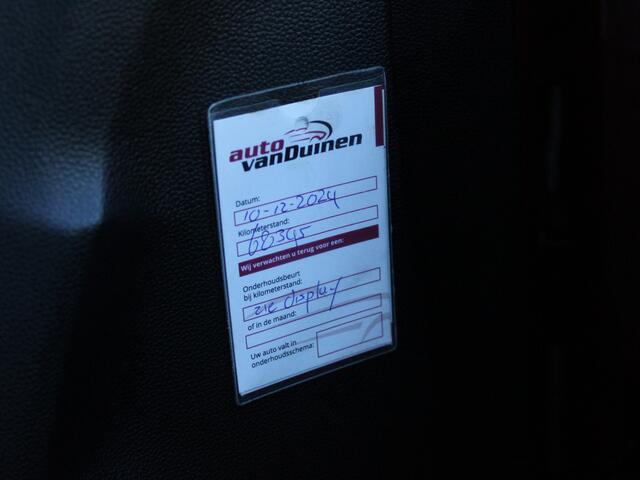 auto
vanDuinen
Datum:
10-12-2024
Kilometerstand:
68345
Wij verwachten u terug voor een:
Onderhoudsbeurt
bij kilometerstand:
zie display
of in de maand:
Uw auto valt in
onderhoudsschema: